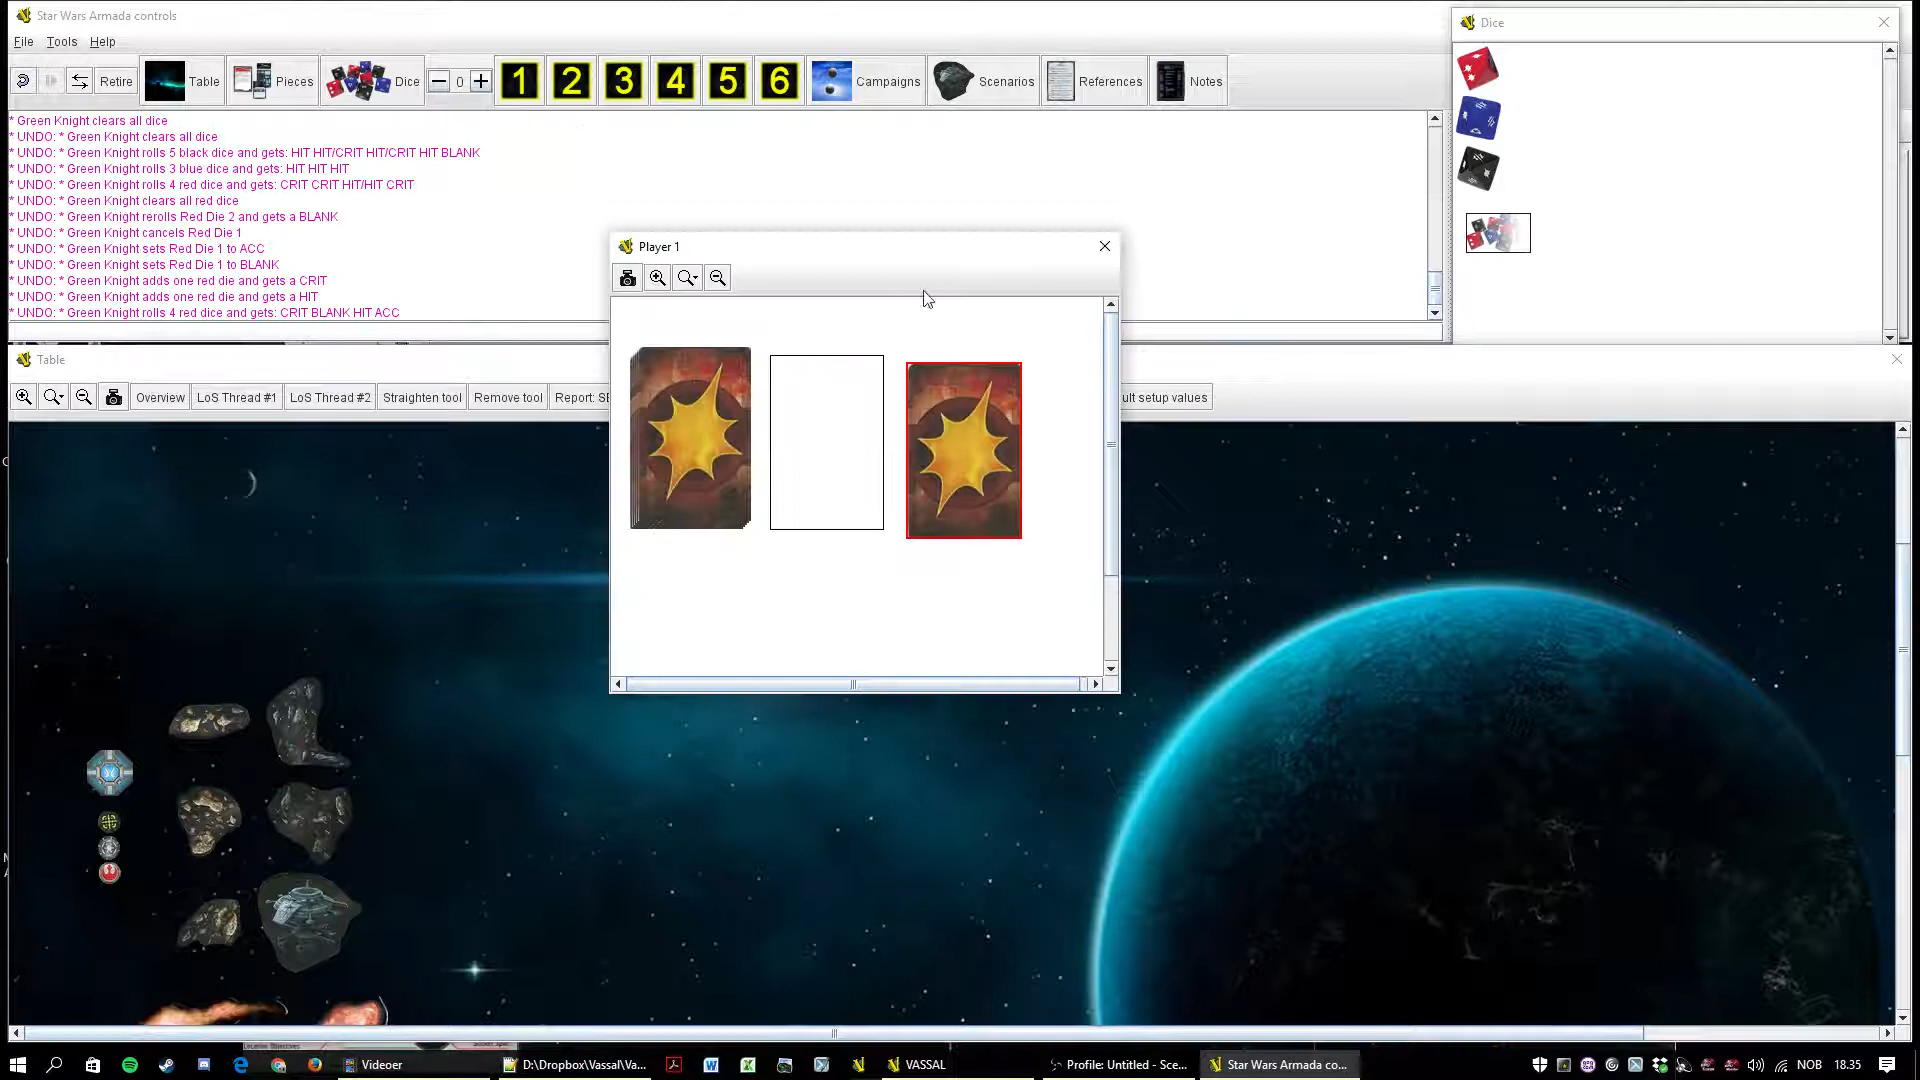 Star Wars Armada controls
Dice
File Tools Help
Retire Table Pieces Dice 0 1 2 3 4 5 6 Campaigns Scenarios References Notes
* Green Knight clears all dice
* UNDO: * Green Knight clears all dice
* UNDO: * Green Knight rolls 5 black dice and gets: HIT HIT/CRIT HIT/CRIT HIT BLANK
* UNDO: * Green Knight rolls 3 blue dice and gets: HIT HIT HIT
* UNDO: * Green Knight rolls 4 red dice and gets: CRIT CRIT HIT/HIT CRIT
* UNDO: * Green Knight clears all red dice
* UNDO: * Green Knight rerolls Red Die 2 and gets a BLANK
* UNDO: * Green Knight cancels Red Die 1
* UNDO: * Green Knight sets Red Die 1 to ACC
* UNDO: * Green Knight sets Red Die 1 to BLANK
* UNDO: * Green Knight adds one red die and gets a CRIT
* UNDO: * Green Knight adds one red die and gets a HIT
* UNDO: * Green Knight rolls 4 red dice and gets: CRIT BLANK HIT ACC
Player 1
Table
Overview LoS Thread #1 LoS Thread #2 Straighten tool Remove tool Report: SE ult setup values
Videoer D:\Dropbox\Vassal\Va... VASSAL Profile: Untitled - Sce... Star Wars Armada co... NOB 18.35